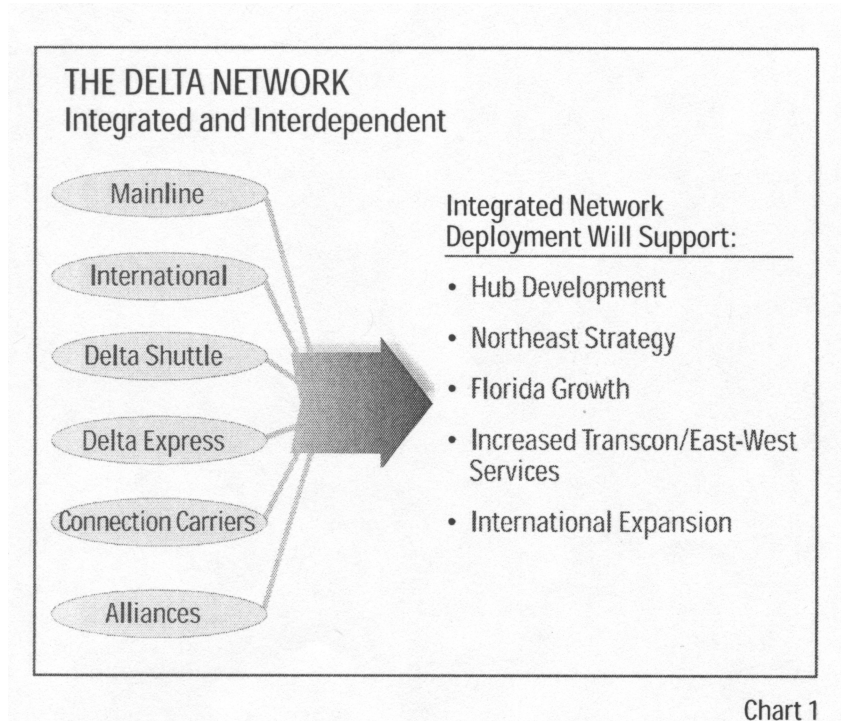 THE DELTA NETWORK
Integrated and Interdependent
Mainline
International
Delta Shuttle
Delta Express
Connection Carriers
Alliances
Integrated Network
Deployment Will Support:
• Hub Development
• Northeast Strategy
• Florida Growth
• Increased Transcon/East-West
Services
• International Expansion
Chart 1